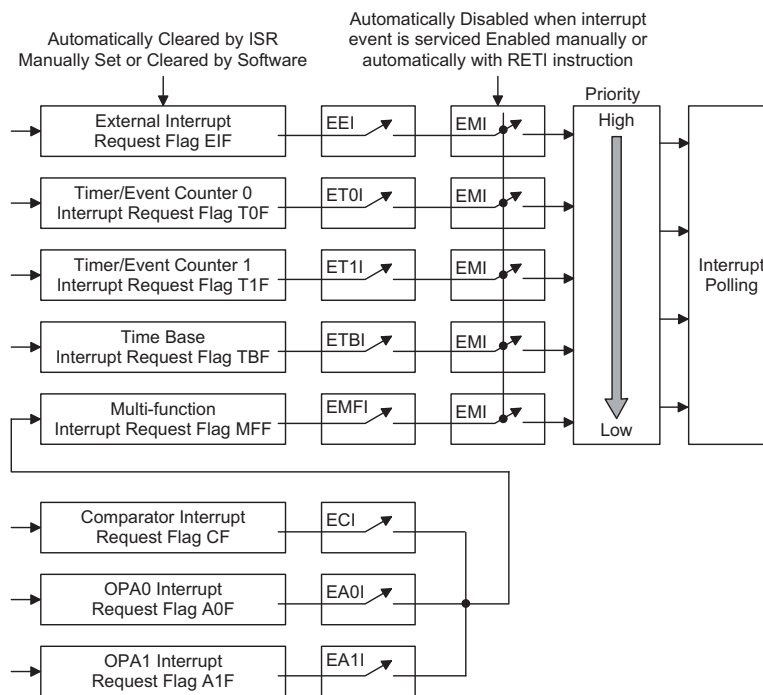 Automatically Cleared by ISR
Manually Set or Cleared by Software
Automatically Disabled when interrupt
event is serviced Enabled manually or
automatically with RETI instruction
Priority
External Interrupt
Request Flag EIF
EEI
EMI
High
Timer/Event Counter 0
Interrupt Request Flag T0F
ET0I
EMI
Timer/Event Counter 1
Interrupt Request Flag T1F
ET1I
EMI
Interrupt
Polling
Time Base
Interrupt Request Flag TBF
ETBI
EMI
Multi-function
Interrupt Request Flag MFF
EMFI
EMI
Low
Comparator Interrupt
Request Flag CF
ECI
OPA0 Interrupt
Request Flag A0F
EA0I
OPA1 Interrupt
Request Flag A1F
EA1I